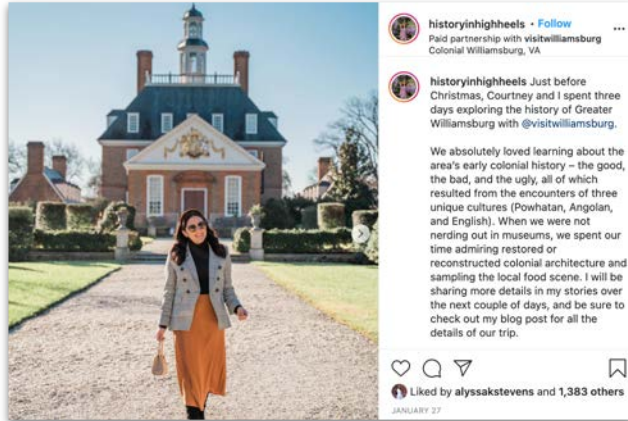 historyinhighheels • Follow
Paid partnership with visitwilliamsburg
Colonial Williamsburg, VA
historyinhighheels Just before
Christmas, Courtney and I spent three
days exploring the history of Greater
Williamsburg with @visitwilliamsburg.
We absolutely loved learning about the
area's early colonial history – the good,
the bad, and the ugly, all of which
resulted from the encounters of three
unique cultures (Powhatan, Angolan,
and English). When we were not
nerding out in museums, we spent our
time admiring restored or
reconstructed colonial architecture and
sampling the local food scene. I will be
sharing more details in my stories over
the next couple of days, and be sure to
check out my blog post for all the
details of our trip.
Liked by alyssakstevens and 1,383 others
JANUARY 27